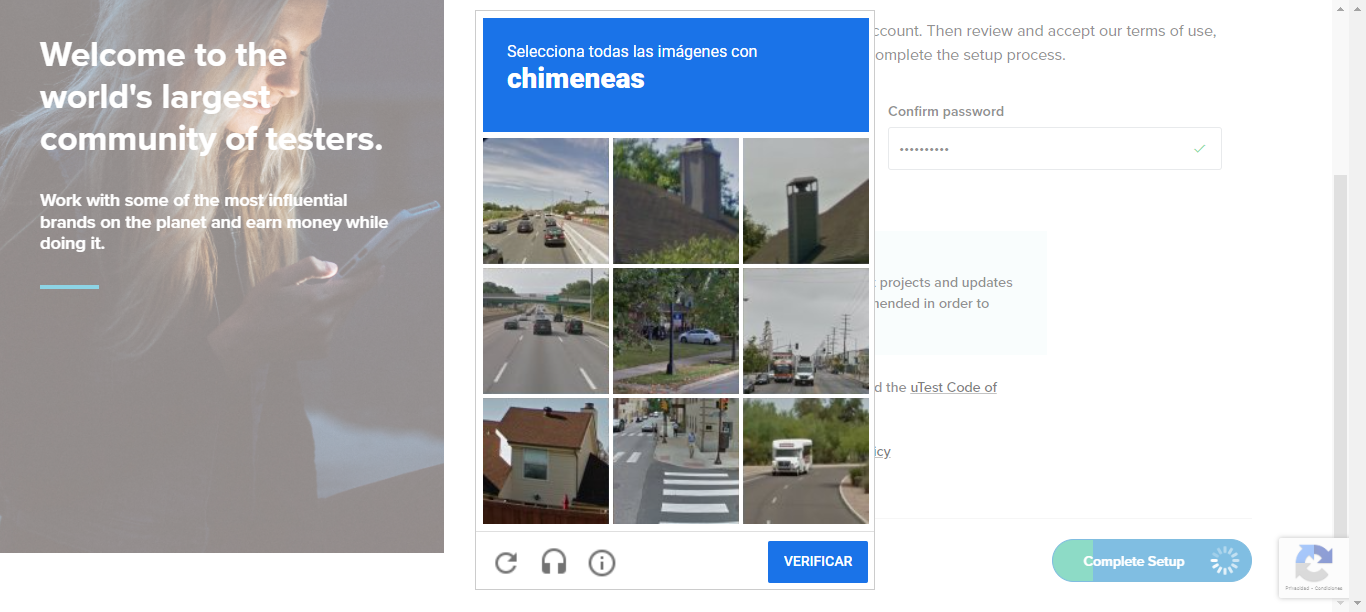 Welcome to the
world's largest
community of testers.
Work with some of the most influential
brands on the planet and earn money while
doing it.
Selecciona todas las imágenes con
chimeneas
VERIFICAR
ccount. Then review and accept our terms of use,
omplete the setup process.
Confirm password
••••••••••
t projects and updates
nended in order to
d the uTest Code of
icy
Complete Setup
Privacidad - Condiciones